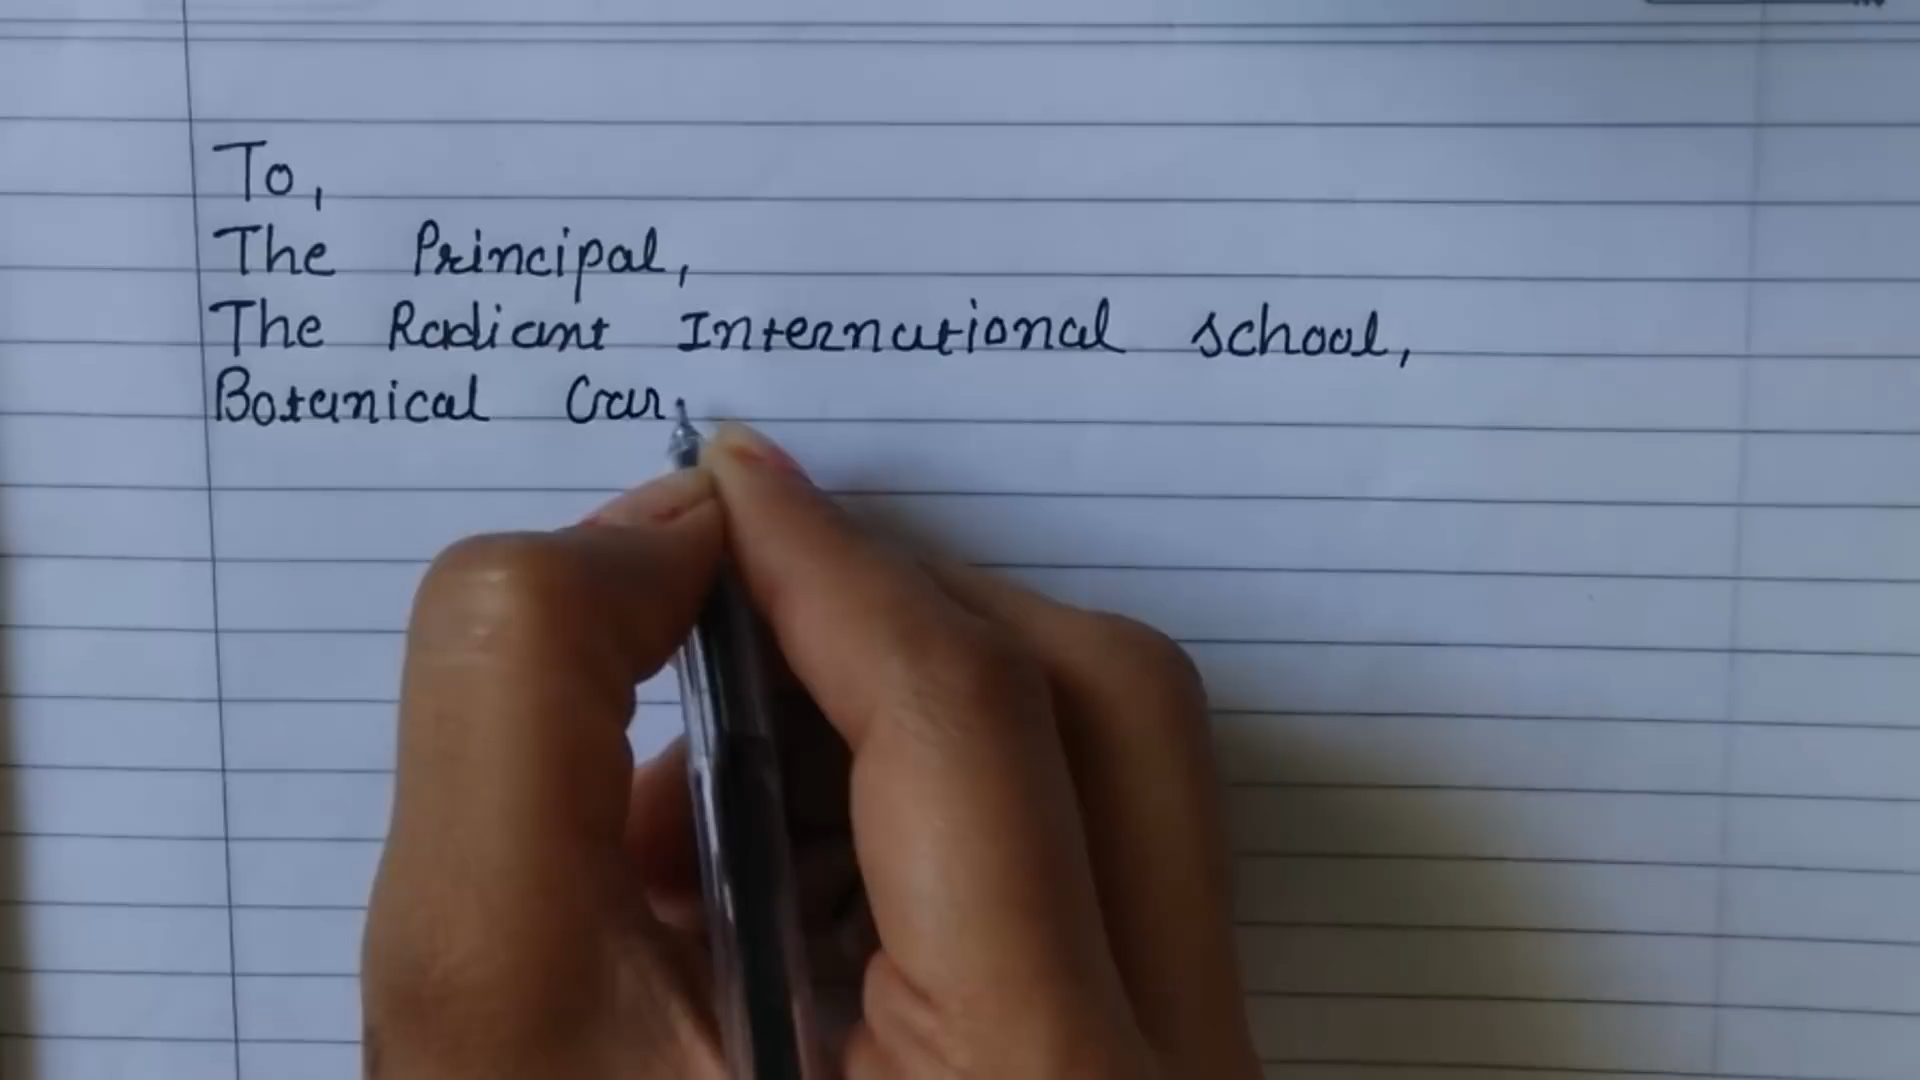 To,
The Principal,
The Radiant International school,
Botanical Gar